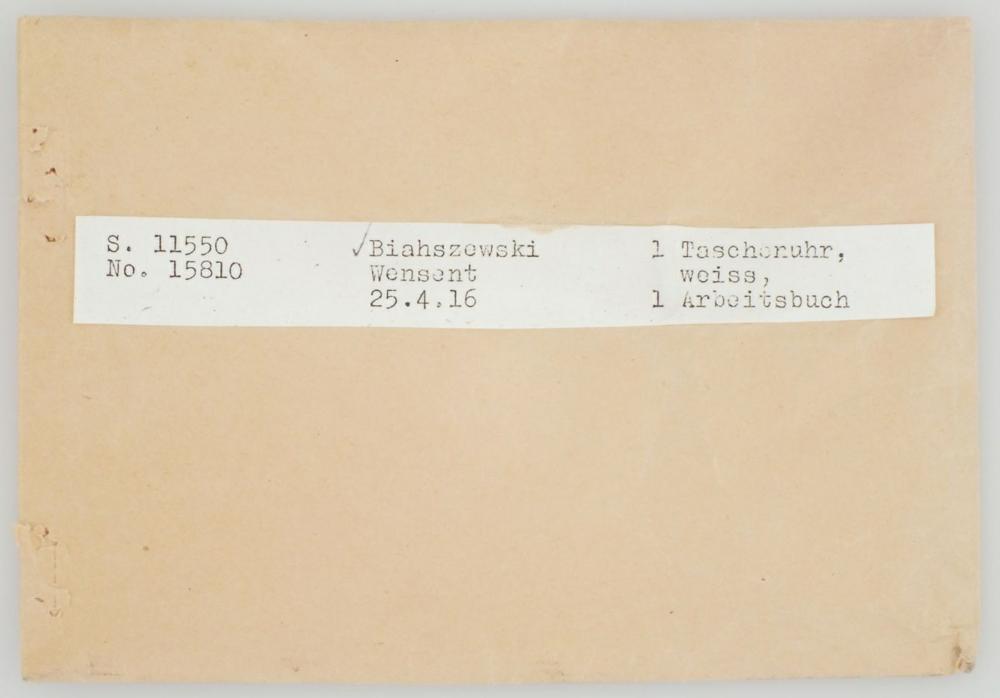 S. 11550
No. 15810
✓Biahszewski
Wensent
25.4.16
1 Taschenuhr,
weiss,
1 Arbeitsbuch